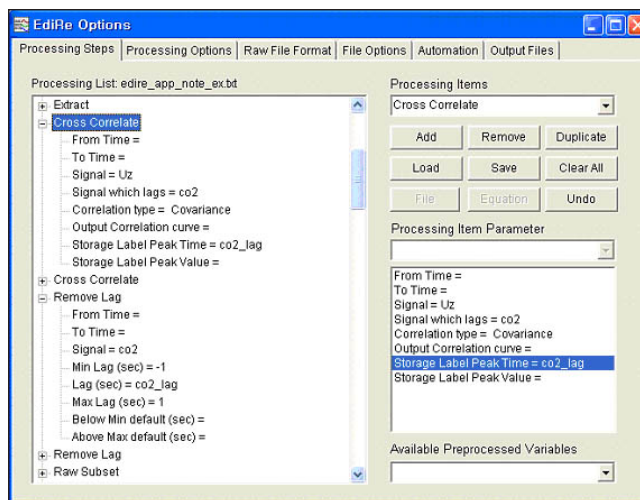 EdiRe Options
Processing Steps
Processing Options
Raw File Format
File Options
Automation
Output Files
Processing List: edire_app_note_ex.txt
Extract
Cross Correlate
From Time =
To Time =
Signal = Uz
Signal which lags = co2
Correlation type = Covariance
Output Correlation curve =
Storage Label Peak Time = co2_lag
Storage Label Peak Value =
Cross Correlate
Remove Lag
From Time =
To Time =
Signal = co2
Min Lag (sec) = -1
Lag (sec) = co2_lag
Max Lag (sec) = 1
Below Min default (sec) =
Above Max default (sec) =
Remove Lag
Raw Subset
Processing Items
Cross Correlate
Add
Remove
Duplicate
Load
Save
Clear All
File
Equation
Undo
Processing Item Parameter
From Time =
To Time =
Signal = Uz
Signal which lags = co2
Correlation type = Covariance
Output Correlation curve =
Storage Label Peak Time = co2_lag
Storage Label Peak Value =
Available Preprocessed Variables